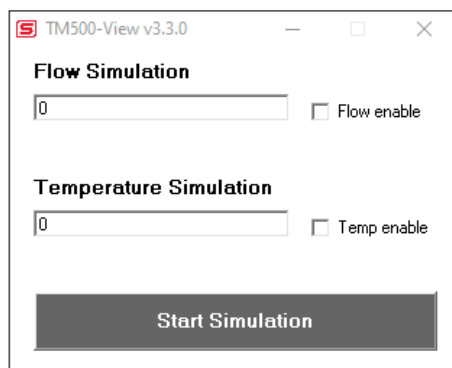 TM500-View v3.3.0
Flow Simulation
0
Flow enable
Temperature Simulation
0
Temp enable
Start Simulation